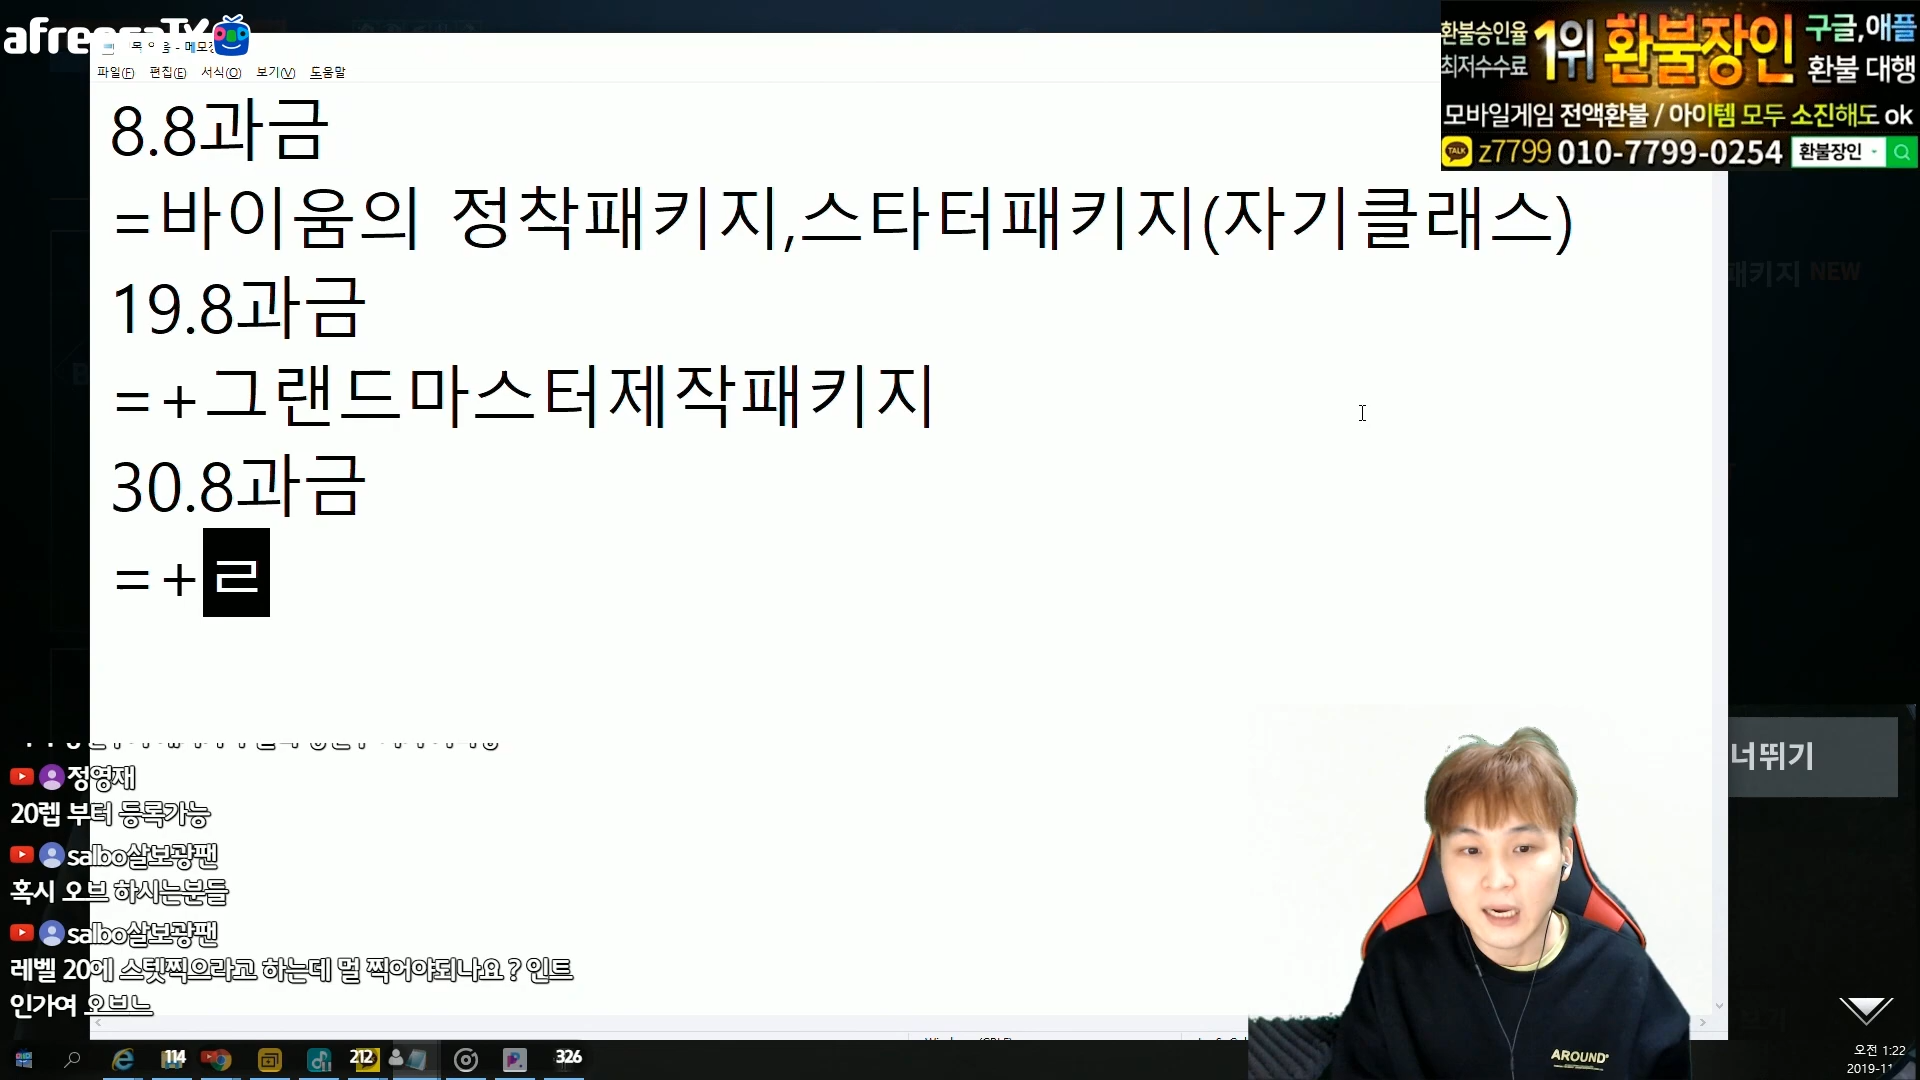 afreecaTV
파일(F) 편집(E) 서식(O) 보기(V) 도움말
8.8과금
=바이움의 정착패키지,스타터패키지(자기클래스)
19.8과금
=+그랜드마스터제작패키지
30.8과금
=+ㄹ
환불승인율
최저수수료
1위 환불장인
구글,애플
환불 대행
모바일게임 전액환불 / 아이템 모두 소진해도 ok
TALK z7799 010-7799-0254 환불장인
패키지 NEW
너뛰기
정영재
20렙 부터 등록가능
salbo살보광팬
혹시 오브 하시는분들
salbo살보광팬
레벨 20에 스텟찍으라고 하는데 멀 찍어야되나요 ? 인트
인가여 오브느
AROUND
114
212
326
오전 1:22